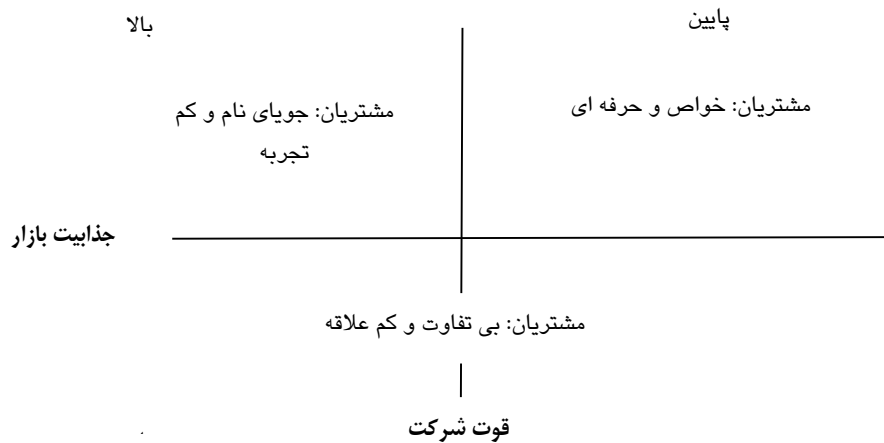 پایین
بالا
مشتریان: خواص و حرفه ای
مشتریان: جویای نام و کم
تجربه
جذابیت بازار
مشتریان: بی تفاوت و کم علاقه
قوت شرکت
.